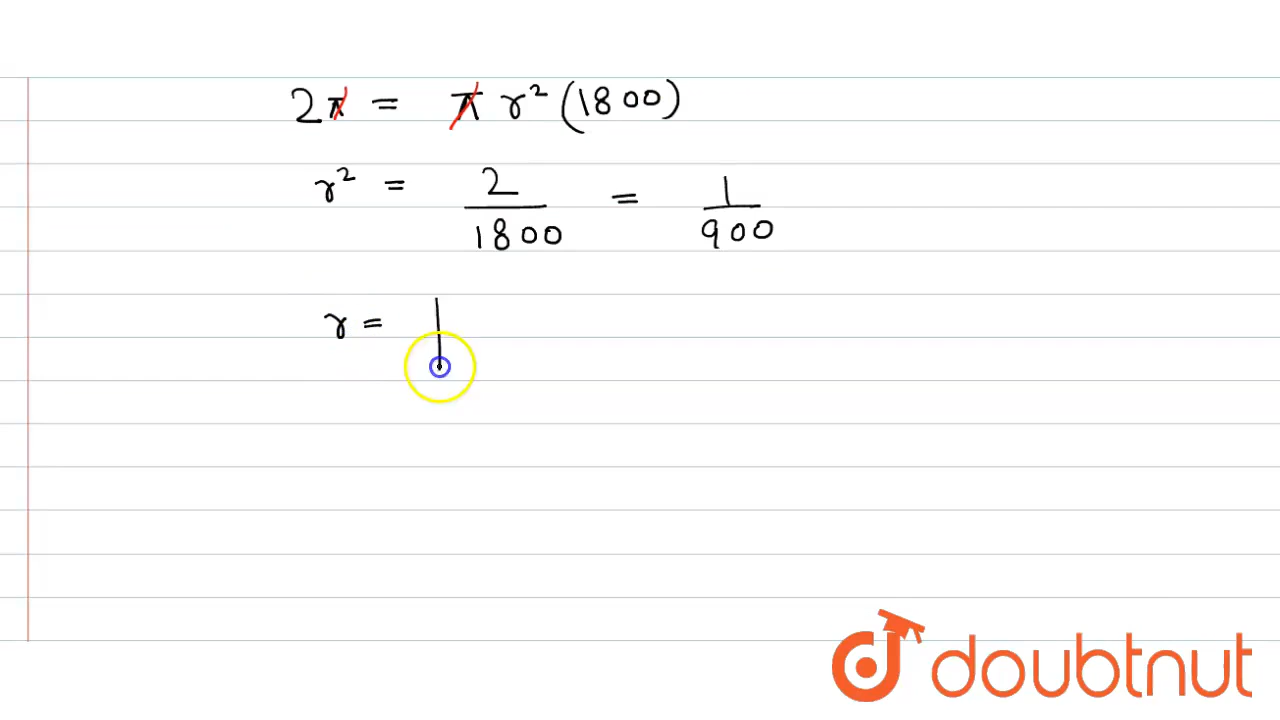 2π = π r² (1800)
r² = 2/1800 = 1/900
r = 1
doubtnut